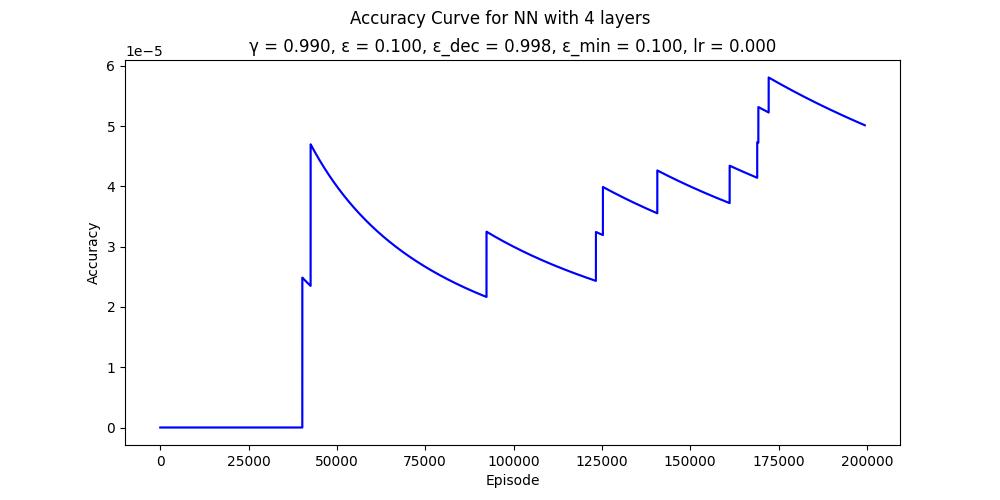 Accuracy Curve for NN with 4 layers
γ = 0.990, ε = 0.100, ε_dec = 0.998, ε_min = 0.100, lr = 0.000
1e−5
6
5
4
3
2
1
0
Accuracy
0 25000 50000 75000 100000 125000 150000 175000 200000
Episode